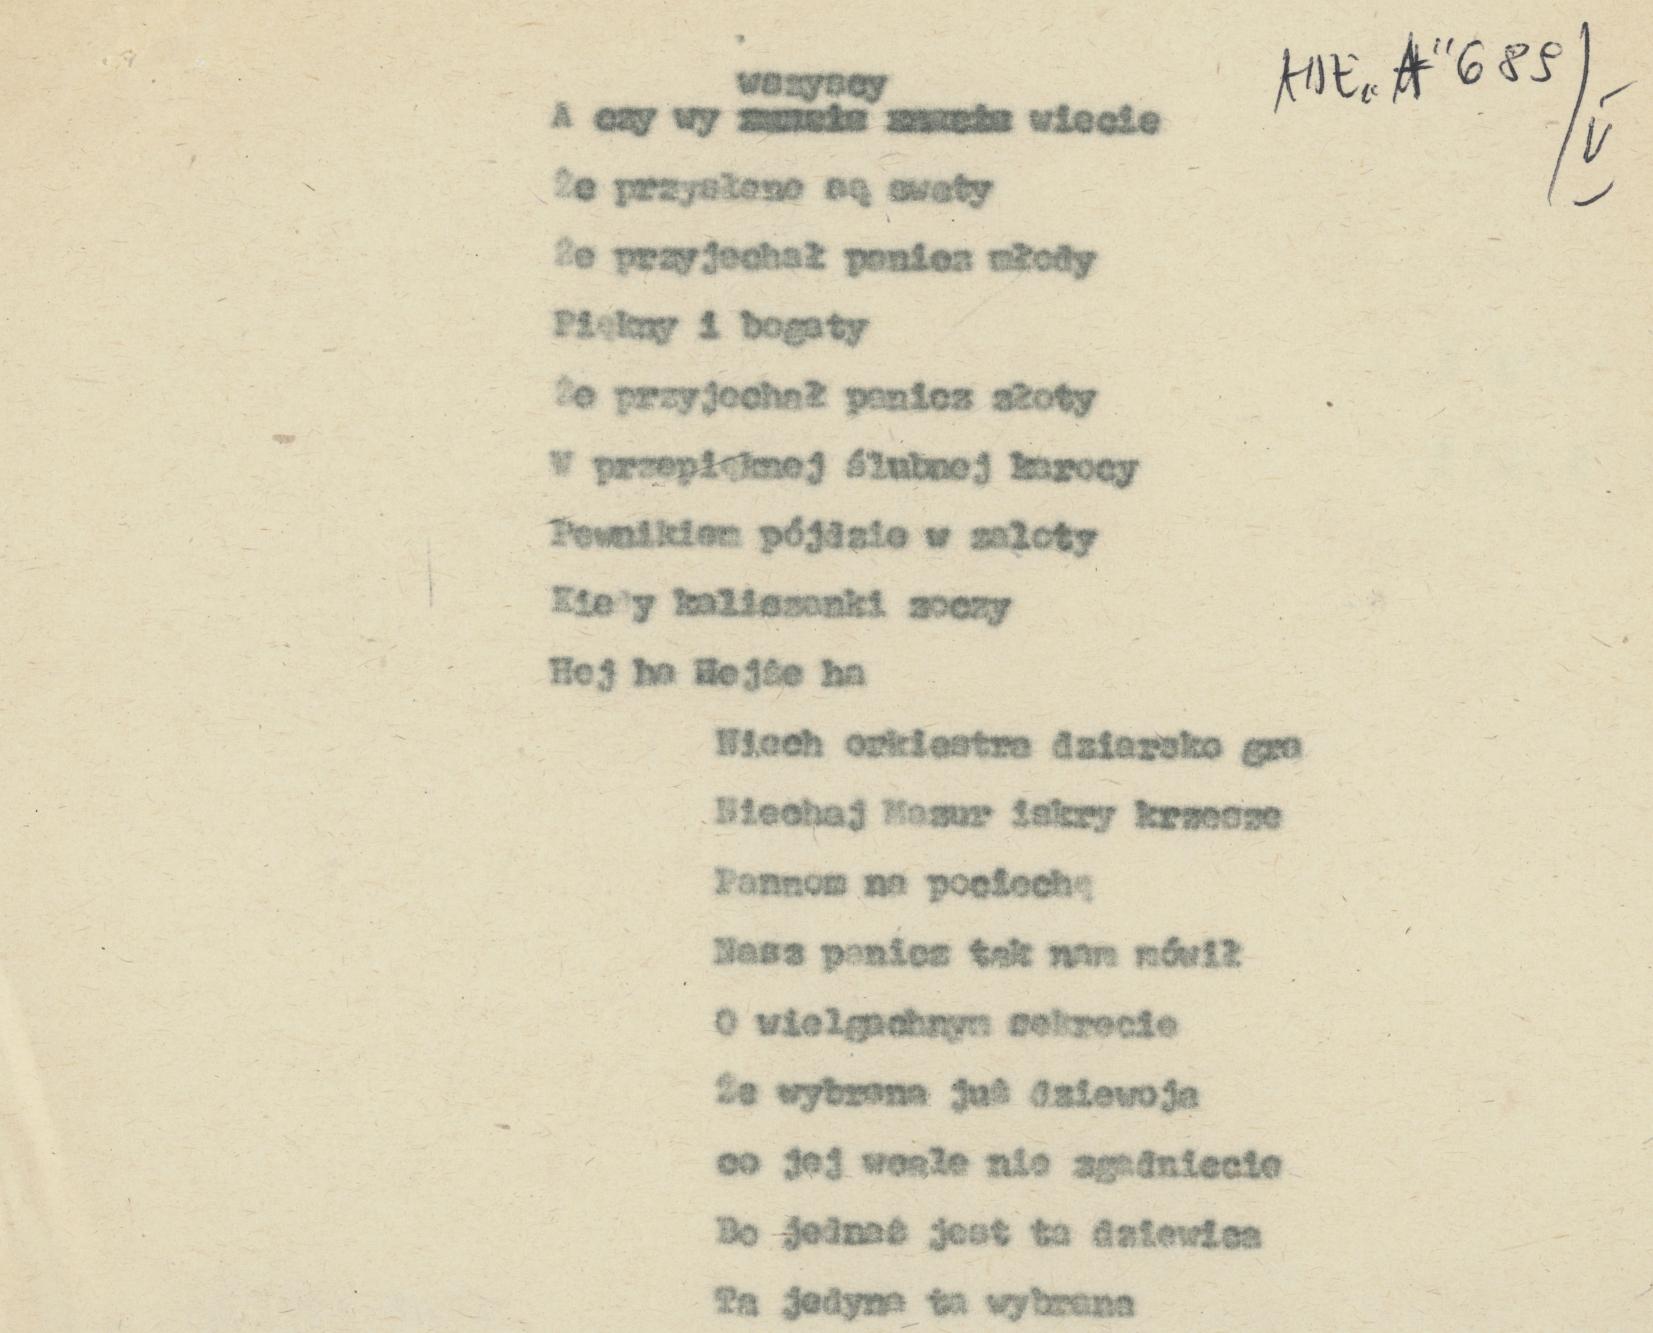 ADE „A" 689/V
wszyscy
A czy wy wiecie
Że przysłano są swaty
Że przyjechał panicz młody
Piękny i bogaty
Że przyjechał panicz złoty
W przepięknej ślubnej karocy
Pewnikiem pójdzie w zaloty
Kiedy kaliszanki zoczy
Hej ha Hejże ha
Niech orkiestra dziarsko gra
Niechaj Mazur iskry krzesze
Pannom na pociechę
Nasz panicz tak nam mówił
O wielgachnym sekrecie
Że wybrana już dziewoja
co jej wcale nie zgadniecie
Bo jednaż jest ta dziewica
Ta jedyna ta wybrana